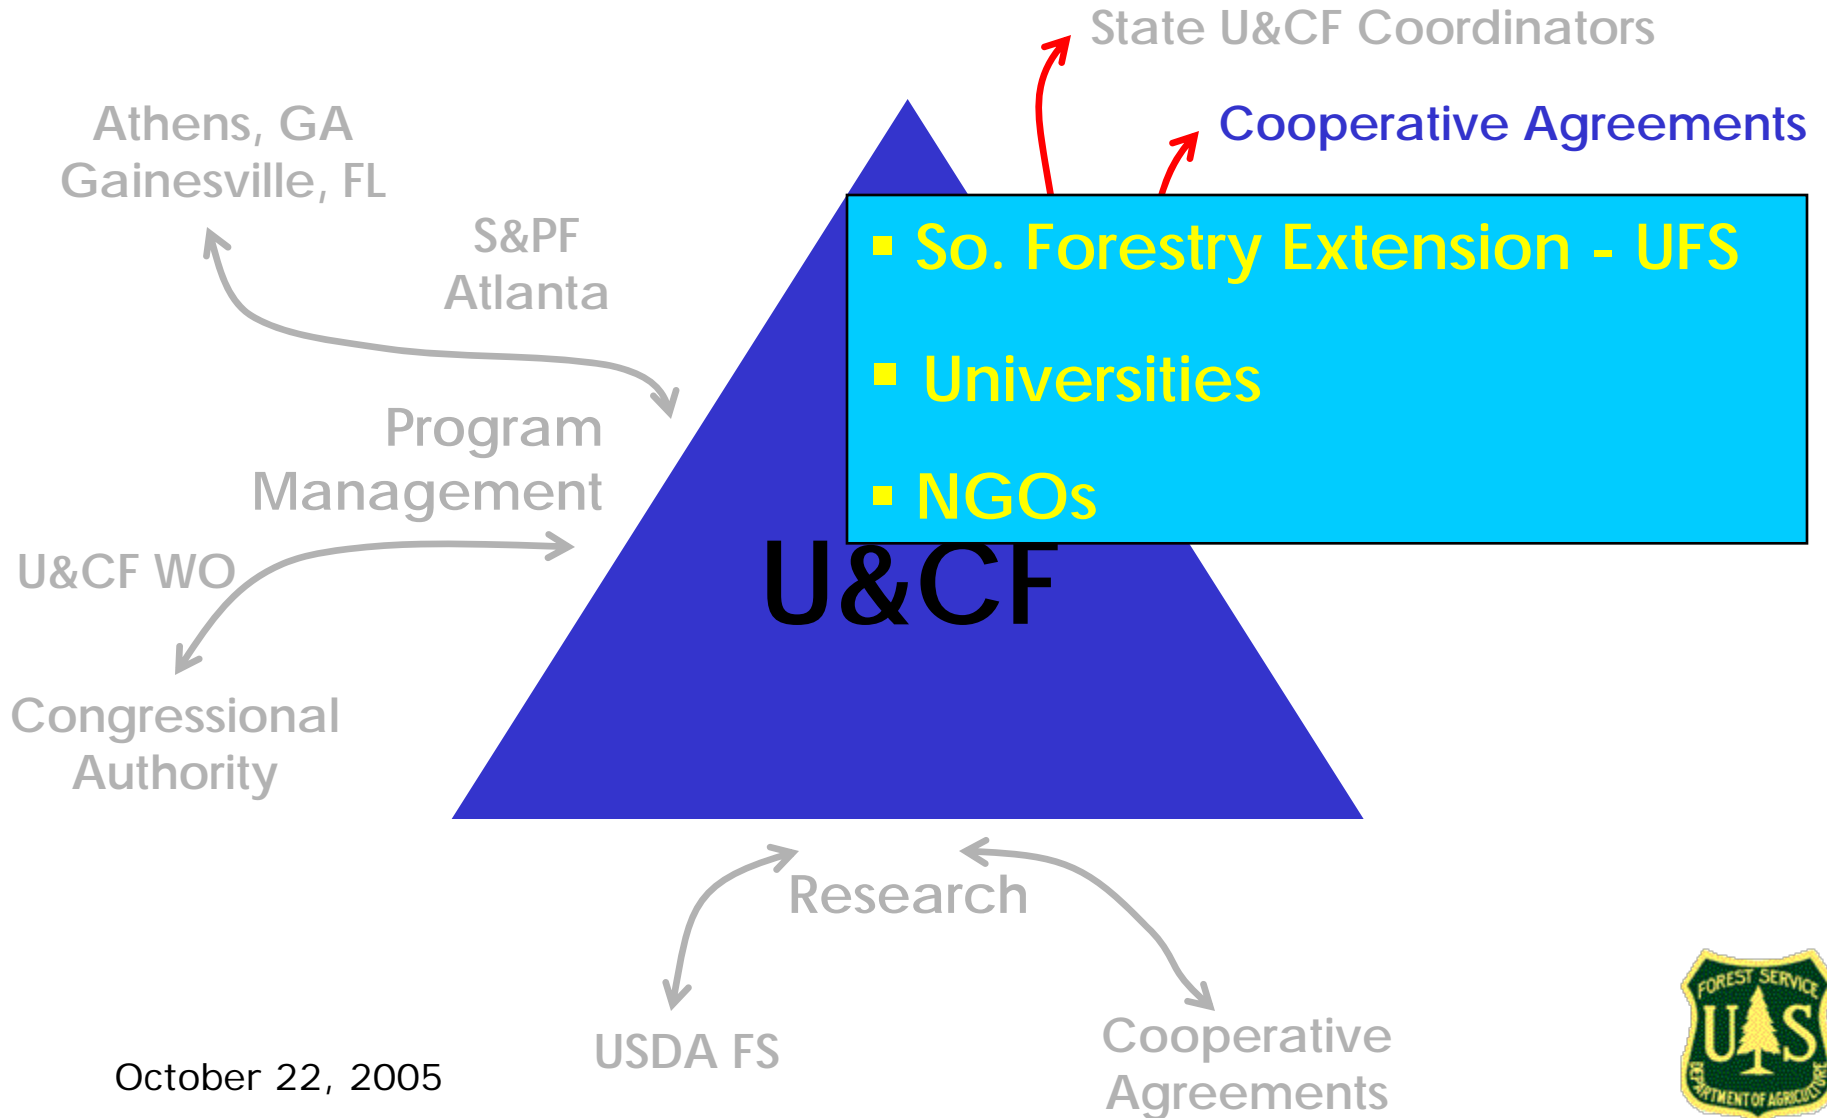 State U&CF Coordinators
Athens, GA
Gainesville, FL
Cooperative Agreements
S&PF
Atlanta
▪ So. Forestry Extension - UFS
▪ Universities
▪ NGOs
Program
Management
U&CF WO
U&CF
Congressional
Authority
Research
USDA FS
Cooperative
Agreements
October 22, 2005
FOREST SERVICE
U S
DEPARTMENT OF AGRICULTURE